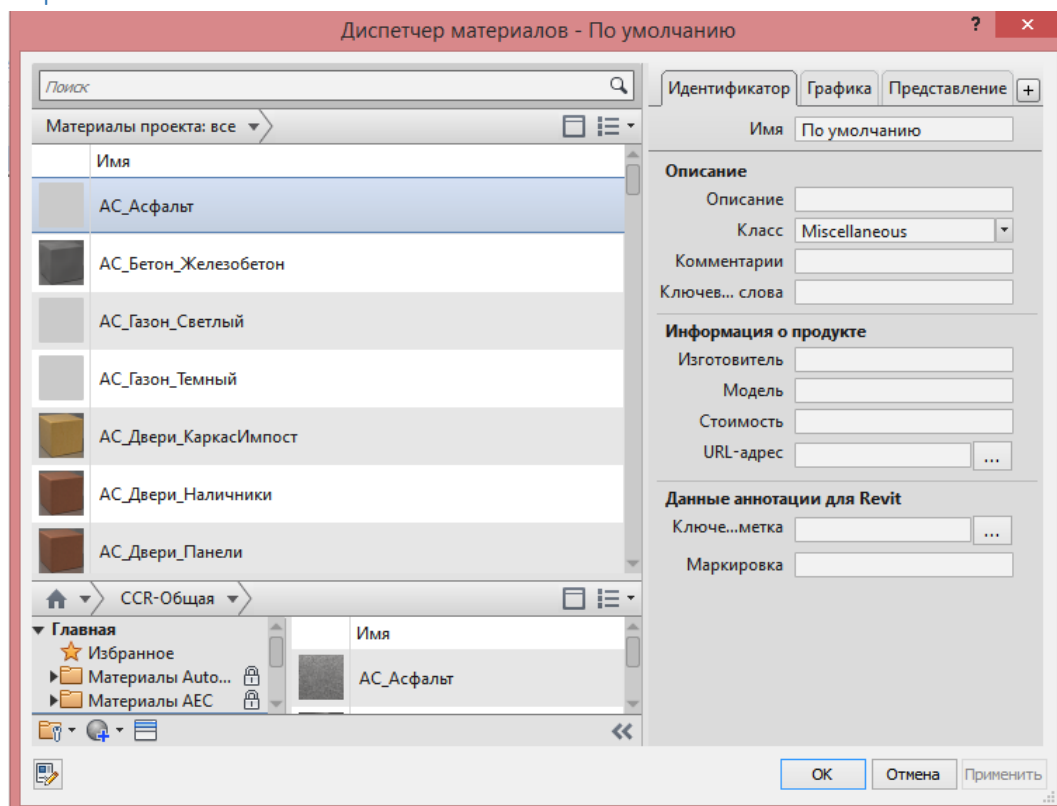 Диспетчер материалов - По умолчанию
?
×
Поиск
Материалы проекта: все
Имя
АС_Асфальт
АС_Бетон_Железобетон
АС_Газон_Светлый
АС_Газон_Темный
АС_Двери_КаркасИмпост
АС_Двери_Наличники
АС_Двери_Панели
CCR-Общая
Главная
Избранное
Материалы Auto...
Материалы AEC
Имя
АС_Асфальт
Идентификатор
Графика
Представление
+
Имя По умолчанию
Описание
Описание
Класс Miscellaneous
Комментарии
Ключев... слова
Информация о продукте
Изготовитель
Модель
Стоимость
URL-адрес ...
Данные аннотации для Revit
Ключе...метка ...
Маркировка
ОК
Отмена
Применить